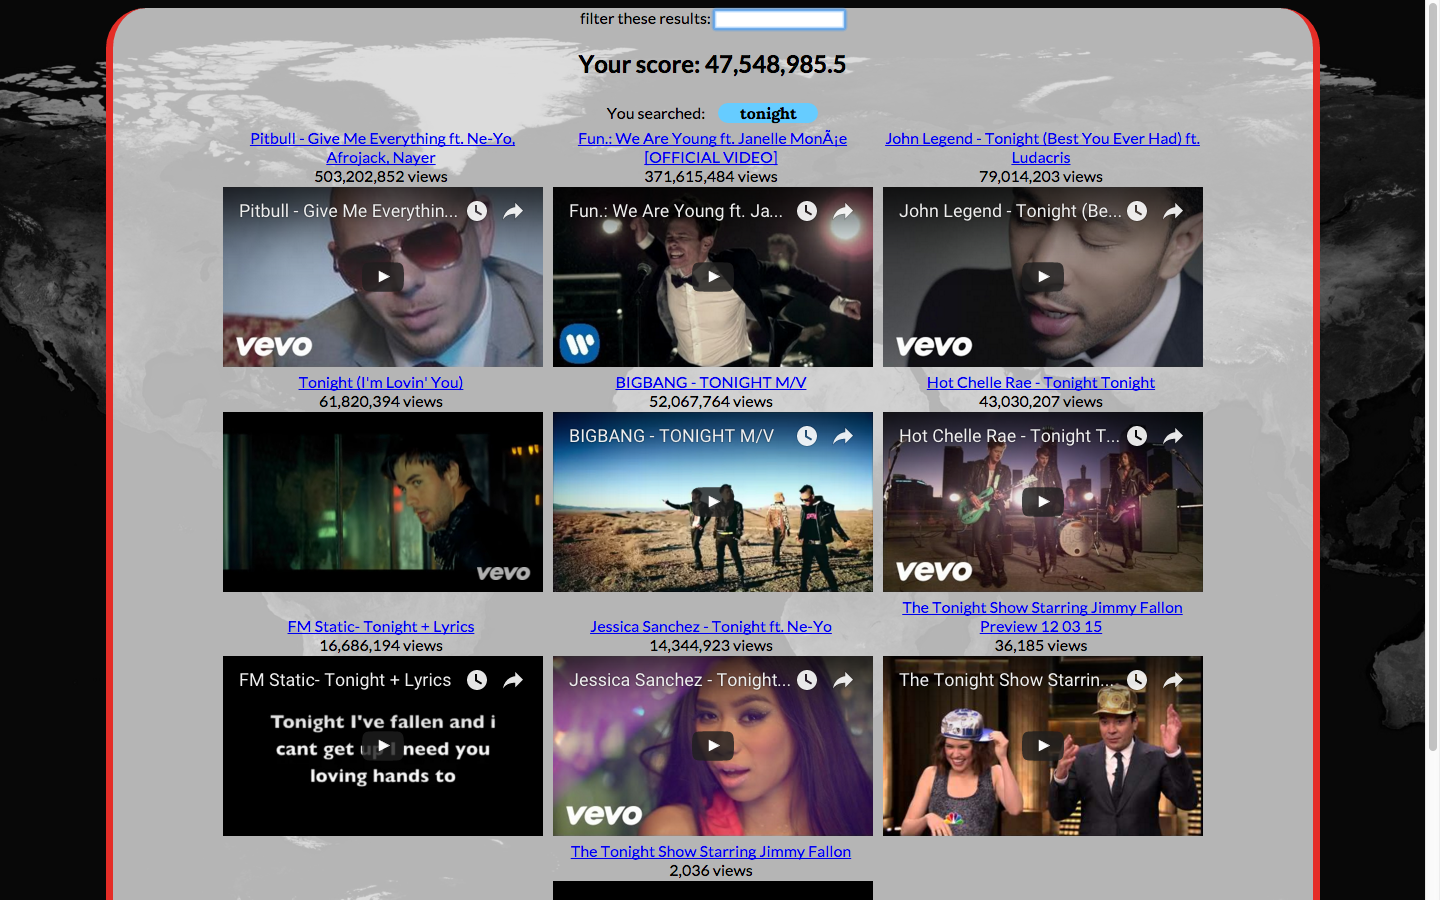 filter these results:
Your score: 47,548,985.5
You searched: tonight
Pitbull - Give Me Everything ft. Ne-Yo,
Afrojack, Nayer
503,202,852 views
Fun.: We Are Young ft. Janelle MonÃ¡e
[OFFICIAL VIDEO]
371,615,484 views
John Legend - Tonight (Best You Ever Had) ft.
Ludacris
79,014,203 views
Pitbull - Give Me Everythin...
vevo
Fun.: We Are Young ft. Ja...
John Legend - Tonight (Be...
vevo
Tonight (I'm Lovin' You)
61,820,394 views
BIGBANG - TONIGHT M/V
52,067,764 views
Hot Chelle Rae - Tonight Tonight
43,030,207 views
vevo
BIGBANG - TONIGHT M/V
Hot Chelle Rae - Tonight T...
vevo
FM Static- Tonight + Lyrics
16,686,194 views
Jessica Sanchez - Tonight ft. Ne-Yo
14,344,923 views
The Tonight Show Starring Jimmy Fallon
Preview 12 03 15
36,185 views
FM Static- Tonight + Lyrics
Tonight I've fallen and i
cant get up I need you
loving hands to
Jessica Sanchez - Tonight...
vevo
The Tonight Show Starrin...
The Tonight Show Starring Jimmy Fallon
2,036 views